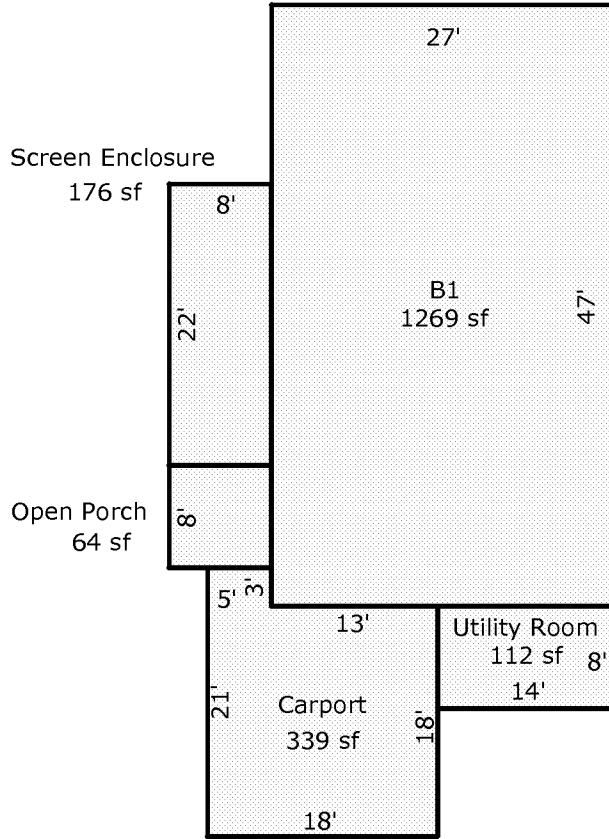 27'
Screen Enclosure
176 sf
8'
22'
B1
1269 sf
47'
Open Porch
64 sf
8'
5'
3'
13'
Utility Room
112 sf
8'
14'
21'
Carport
339 sf
18'
18'